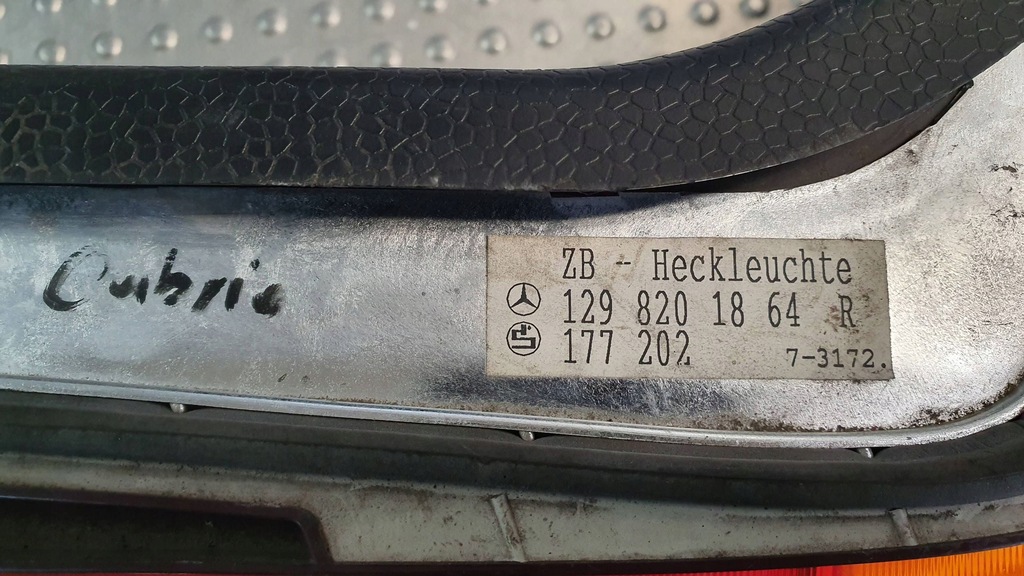 Cabrio
ZB - Heckleuchte
129 820 18 64 R
177 202 7-3172.